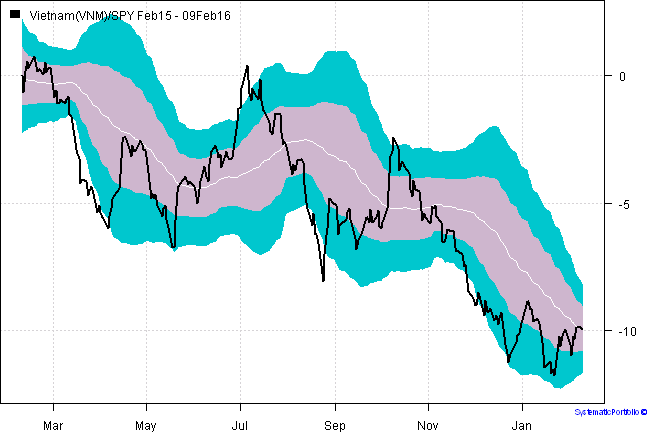 Vietnam(VNM)/SPY Feb15 - 09Feb16
0
-5
-10
Mar May Jul Sep Nov Jan
SystematicPortfolio ©